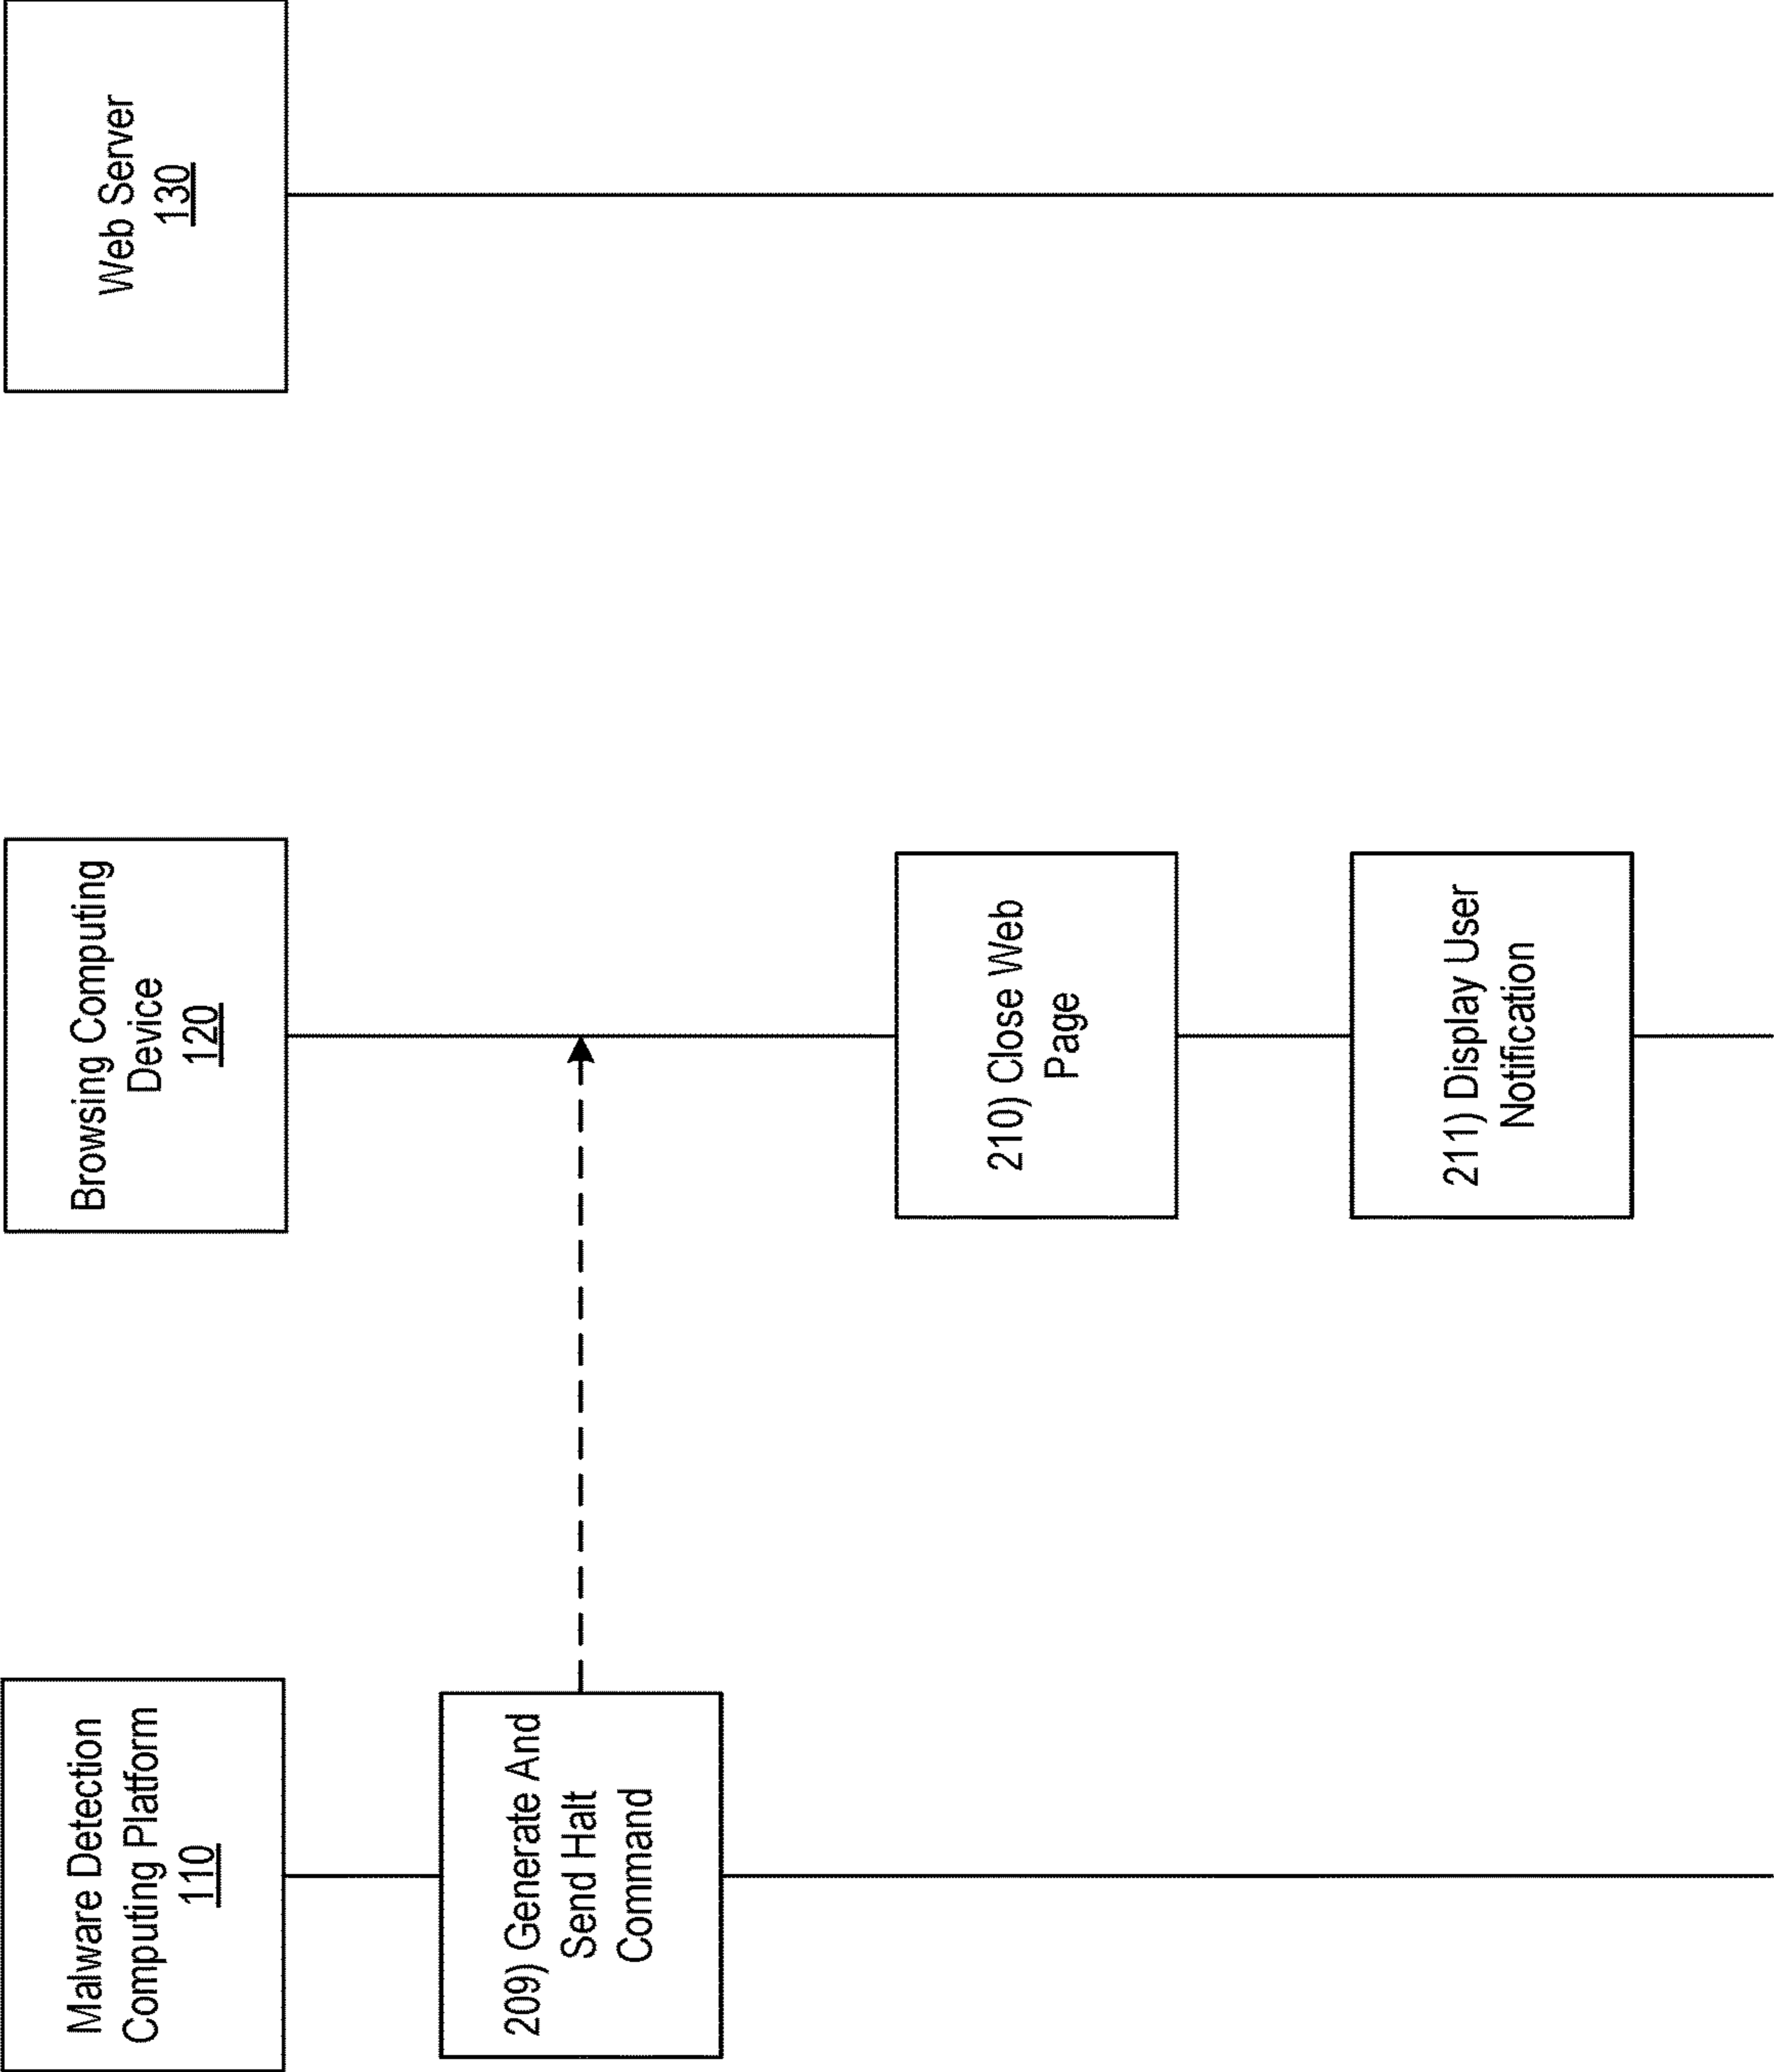 Malware Detection
Computing Platform
110
Browsing Computing
Device
120
Web Server
130
209) Generate And
Send Halt
Command
210) Close Web
Page
211) Display User
Notification